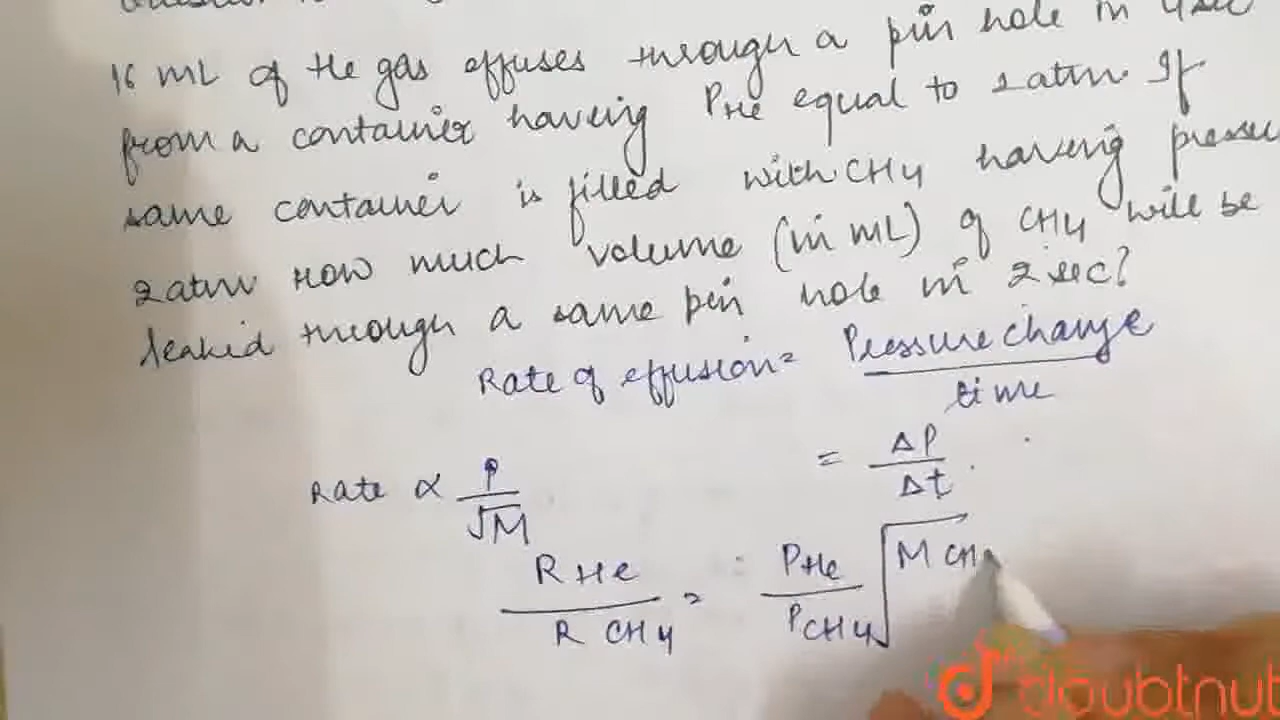 16 mL of He gas effuses through a pin hole in 4 sec
from a container having PHe equal to 1 atm. If
same container is filled with CH4 having pressure
2 atm How much volume (in mL) of CH4 will be
leaked through a same pin hole in 2 sec?
Rate of effusion = Pressure change
time
= ΔP
Δt
Rate ∝ P
√M
RHe
R CH4
= PHe
PCH4
√M CH
doubtnut